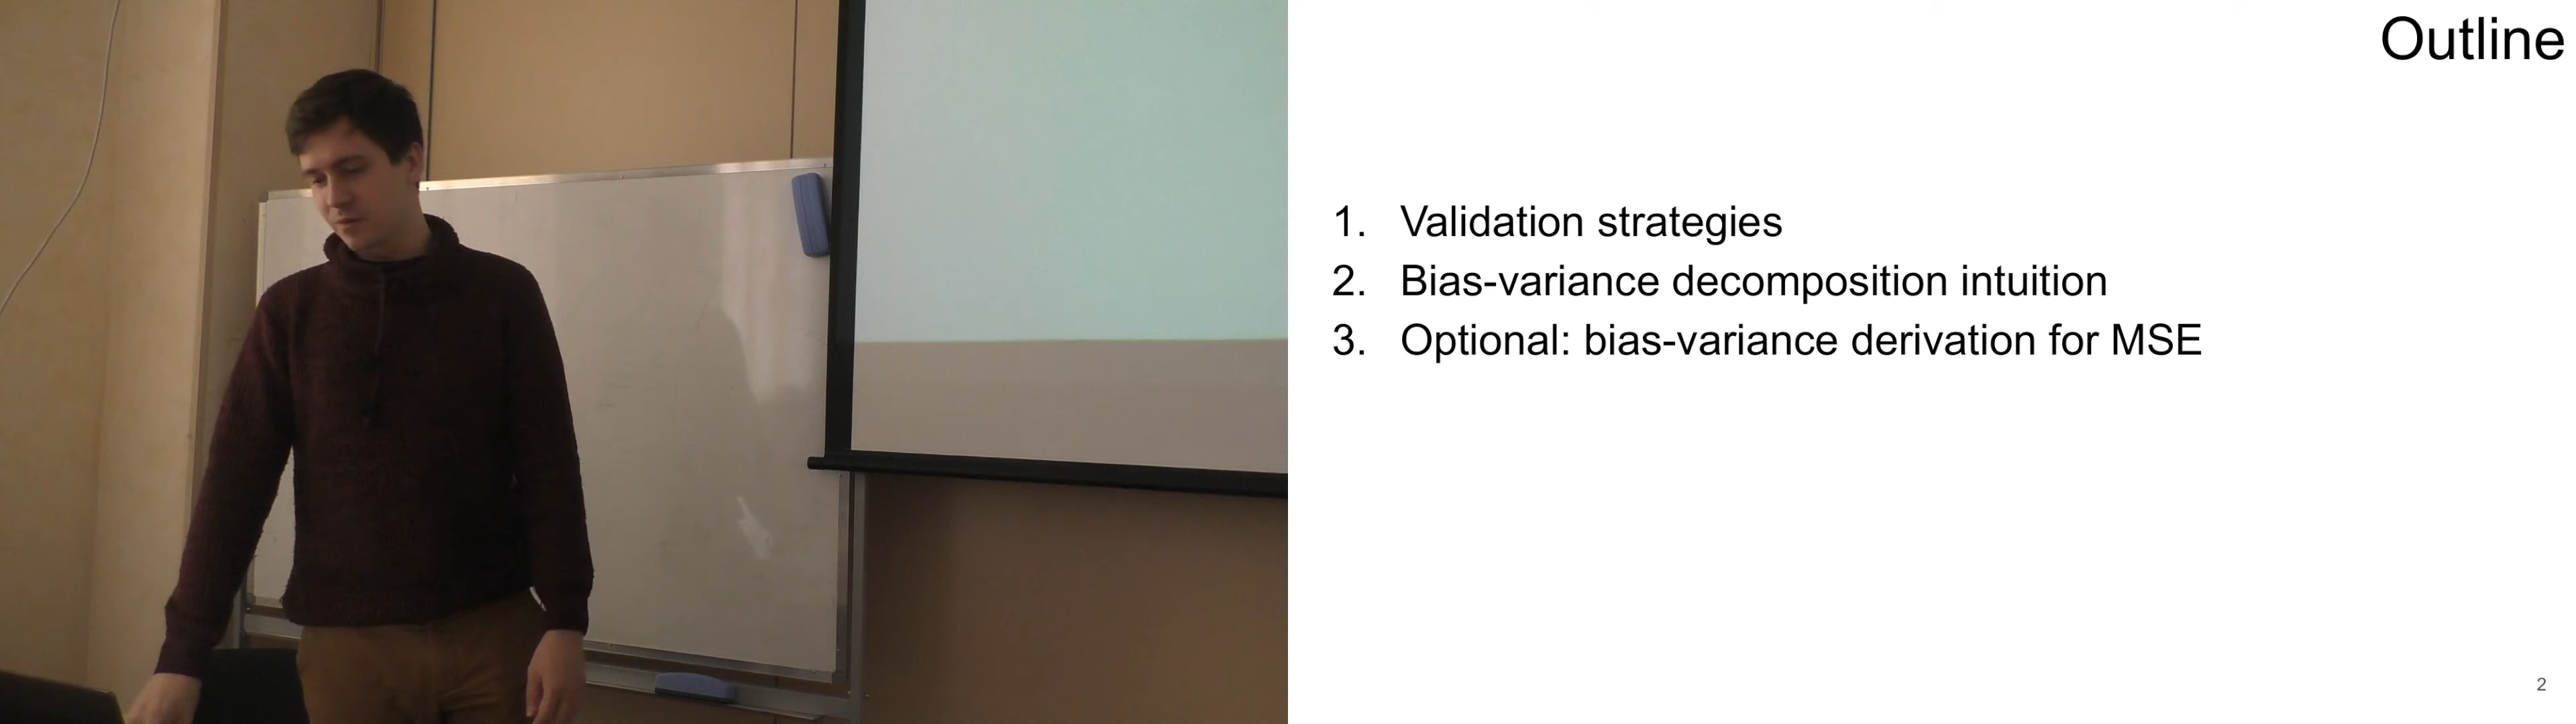 Outline
1. Validation strategies
2. Bias-variance decomposition intuition
3. Optional: bias-variance derivation for MSE
2